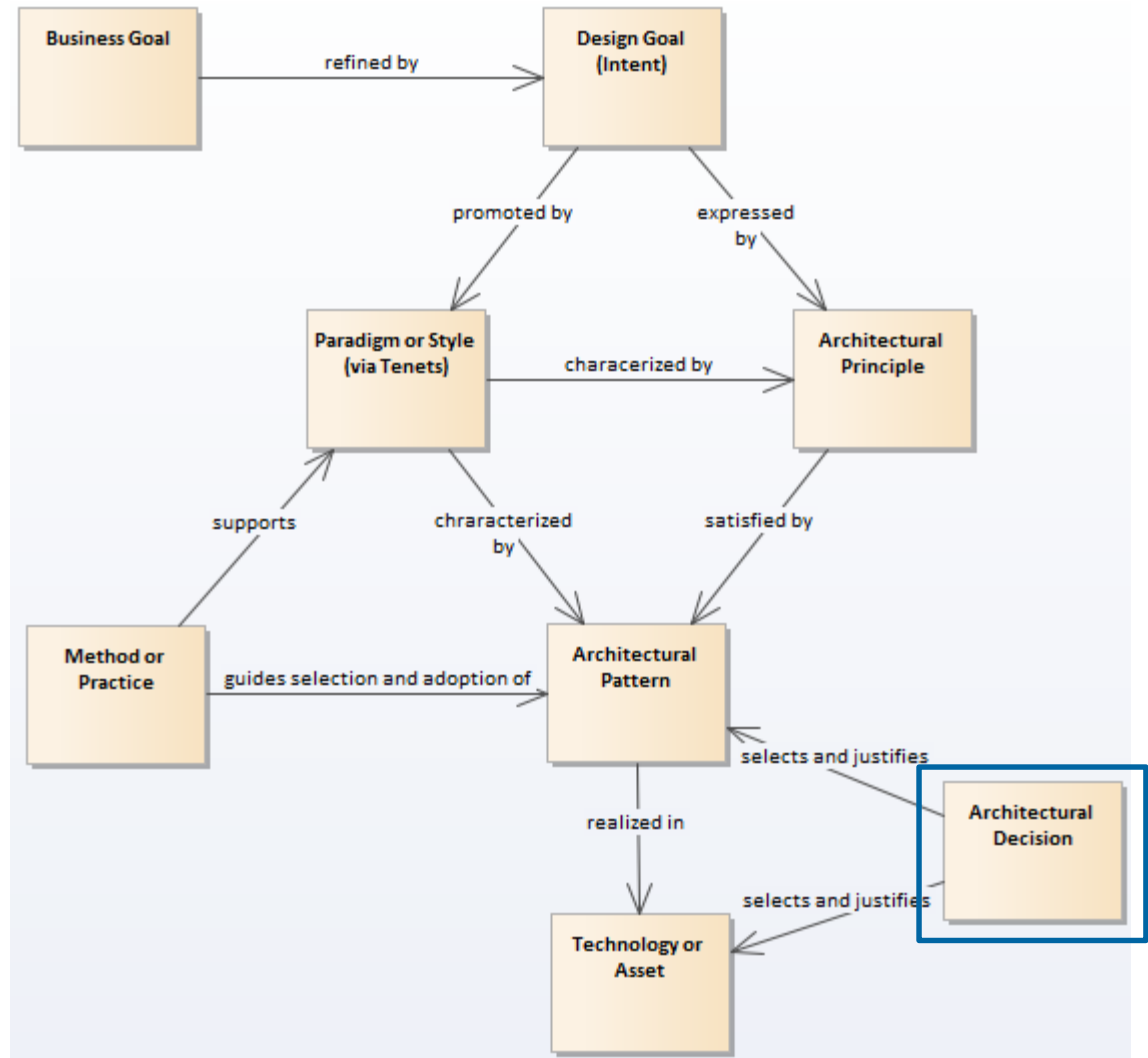 Business Goal
refined by
Design Goal
(Intent)
promoted by
expressed
by
Paradigm or Style
(via Tenets)
characerized by
Architectural
Principle
supports
chraracterized
by
satisfied by
Method or
Practice
guides selection and adoption of
Architectural
Pattern
selects and justifies
Architectural
Decision
realized in
selects and justifies
Technology or
Asset